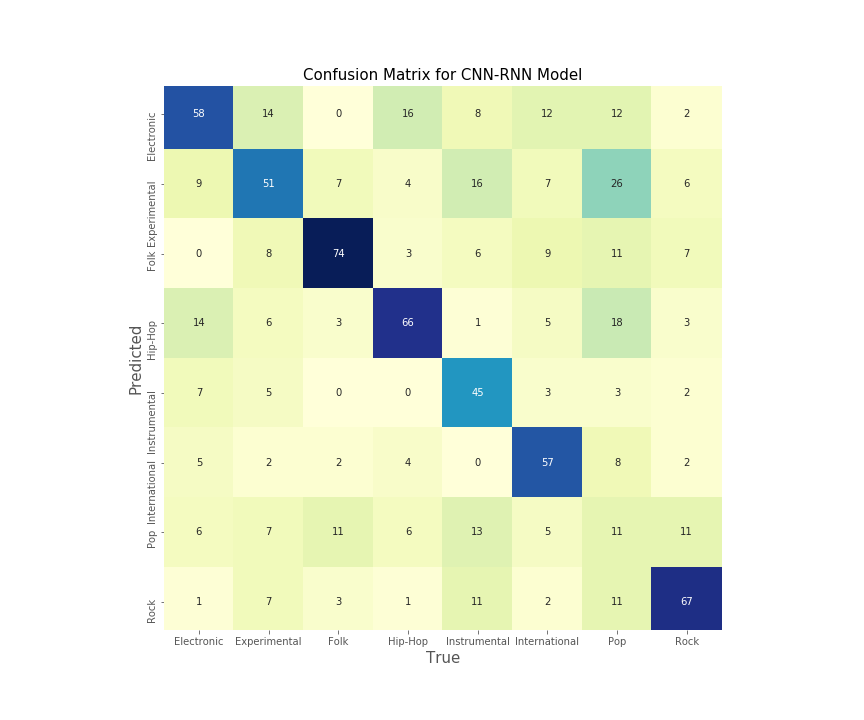 Confusion Matrix for CNN-RNN Model
Predicted
Electronic 58 14 0 16 8 12 12 2
Experimental 9 51 7 4 16 7 26 6
Folk 0 8 74 3 6 9 11 7
Hip-Hop 14 6 3 66 1 5 18 3
Instrumental 7 5 0 0 45 3 3 2
International 5 2 2 4 0 57 8 2
Pop 6 7 11 6 13 5 11 11
Rock 1 7 3 1 11 2 11 67
Electronic Experimental Folk Hip-Hop Instrumental International Pop Rock
True